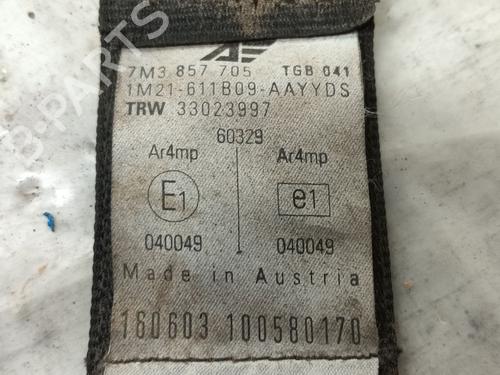 7M3 857 705 TGB 041
1M21-611B09-AAYYDS
TRW 33023997
60329
Ar4mp Ar4mp
E1 e1
040049 040049
Made in Austria
160603 100580170
B-PARTS